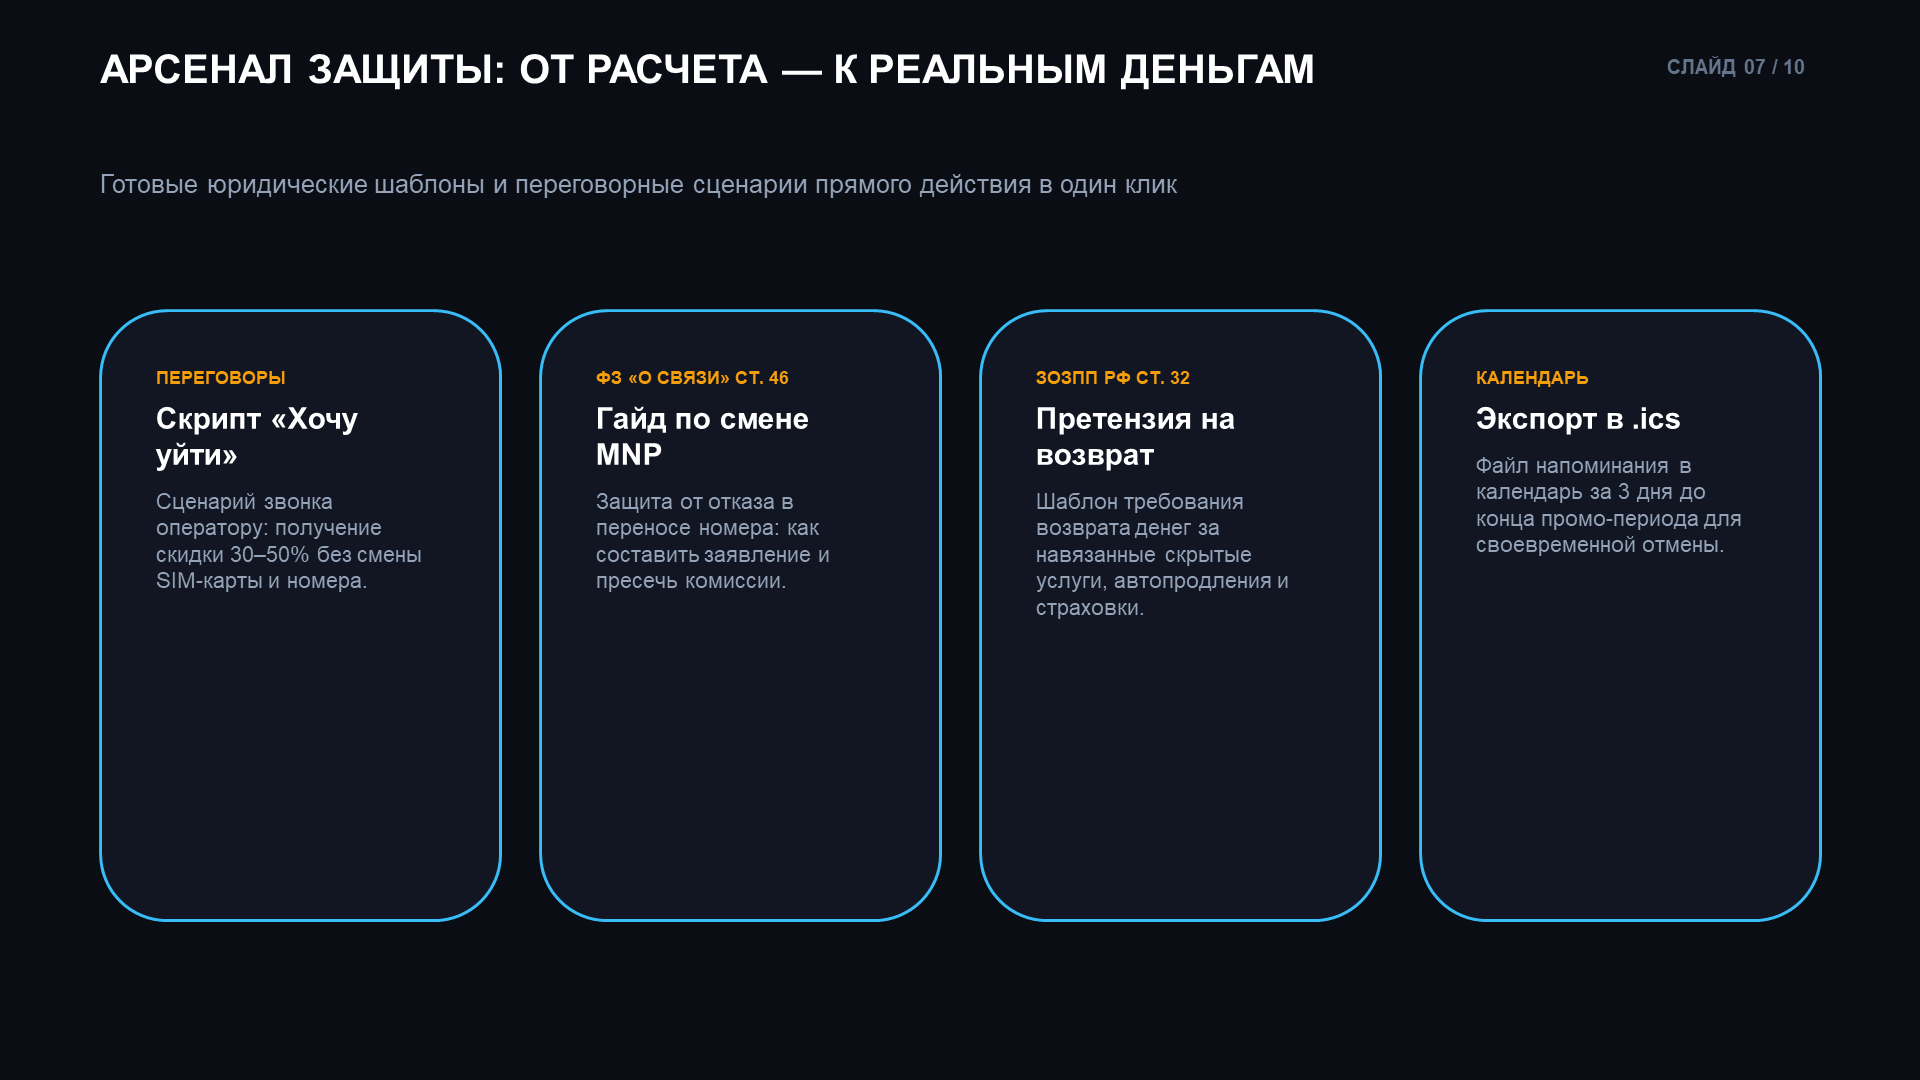 АРСЕНАЛ ЗАЩИТЫ: ОТ РАСЧЕТА — К РЕАЛЬНЫМ ДЕНЬГАМ
СЛАЙД 07 / 10
Готовые юридические шаблоны и переговорные сценарии прямого действия в один клик
ПЕРЕГОВОРЫ
Скрипт «Хочу
уйти»
Сценарий звонка
оператору: получение
скидки 30–50% без смены
SIM-карты и номера.
ФЗ «О СВЯЗИ» СТ. 46
Гайд по смене
MNP
Защита от отказа в
переносе номера: как
составить заявление и
пресечь комиссии.
ЗОЗПП РФ СТ. 32
Претензия на
возврат
Шаблон требования
возврата денег за
навязанные скрытые
услуги, автопродления и
страховки.
КАЛЕНДАРЬ
Экспорт в .ics
Файл напоминания в
календарь за 3 дня до
конца промо-периода для
своевременной отмены.